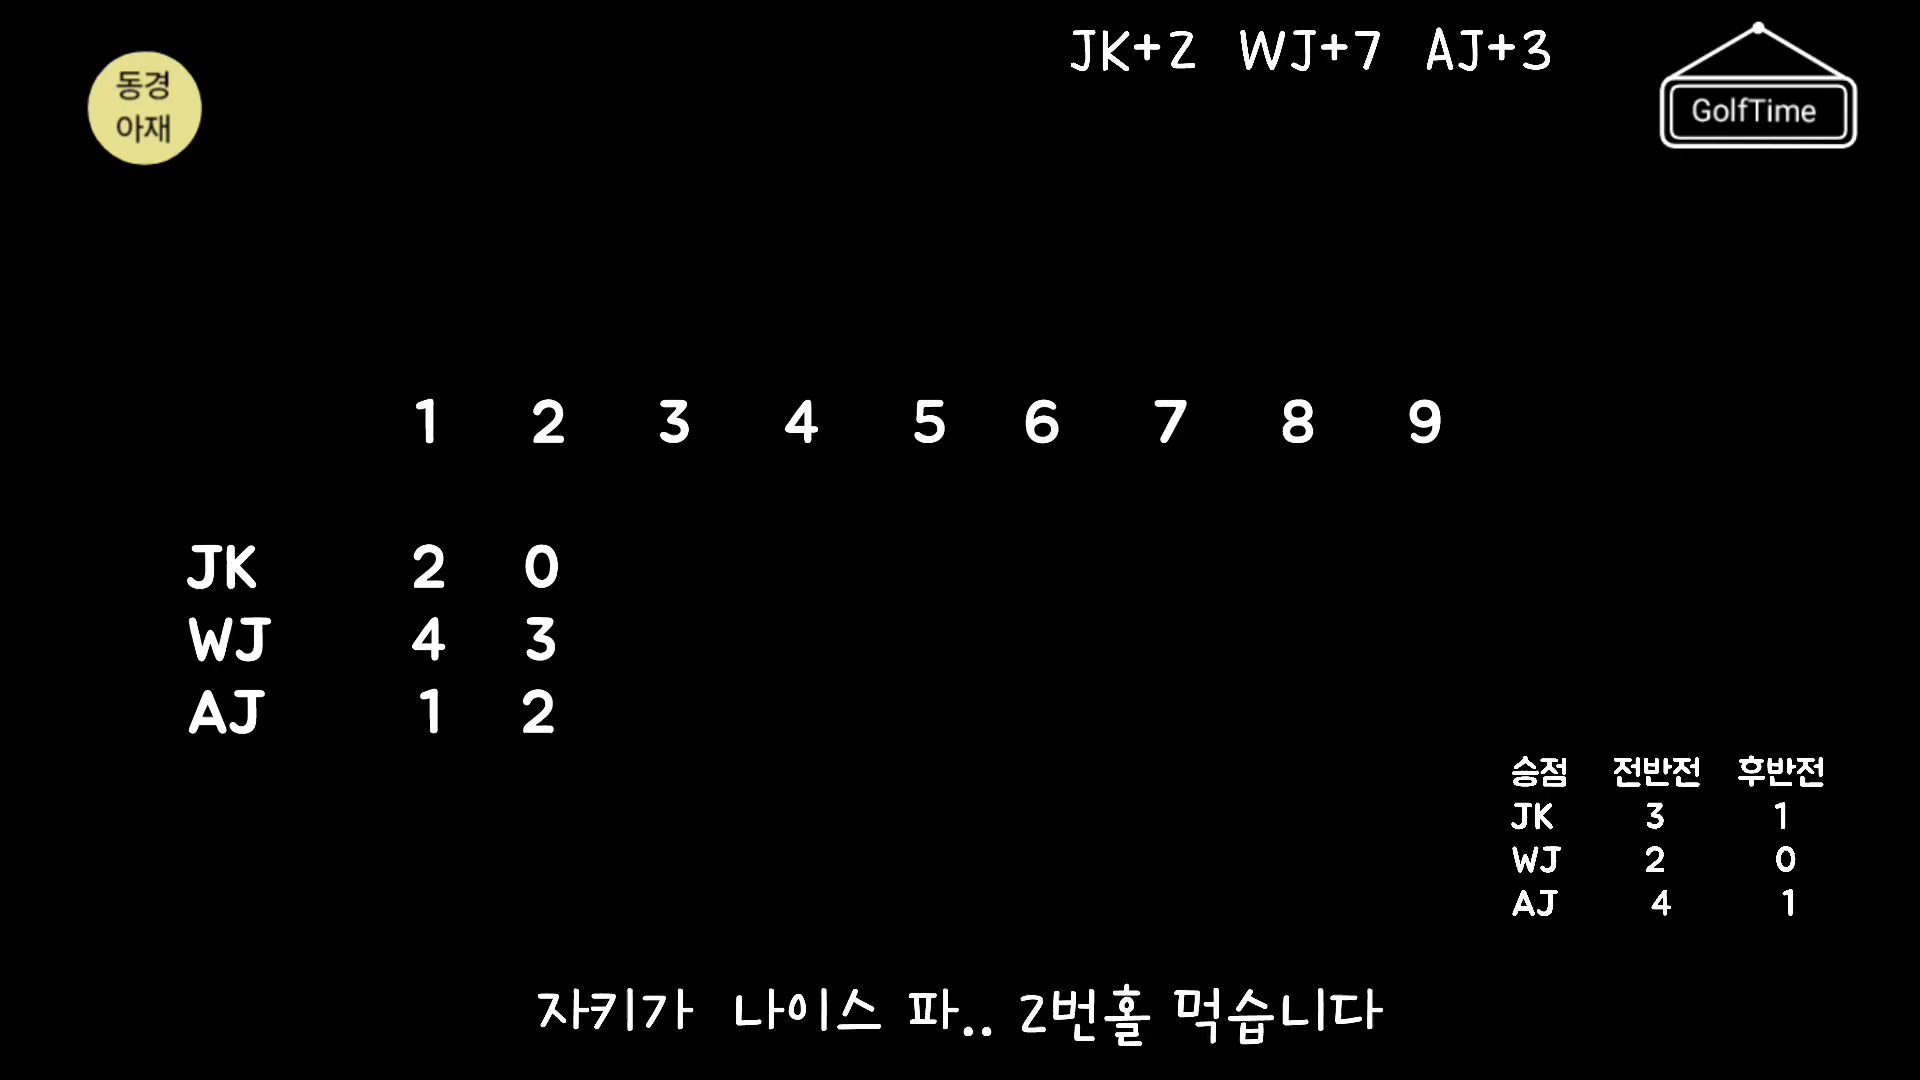 JK+2 WJ+7 AJ+3
동경
아재
GolfTime
1 2 3 4 5 6 7 8 9
JK 2 0
WJ 4 3
AJ 1 2
승점 전반전 후반전
JK 3 1
WJ 2 0
AJ 4 1
자키가 나이스 파.. 2번홀 먹습니다